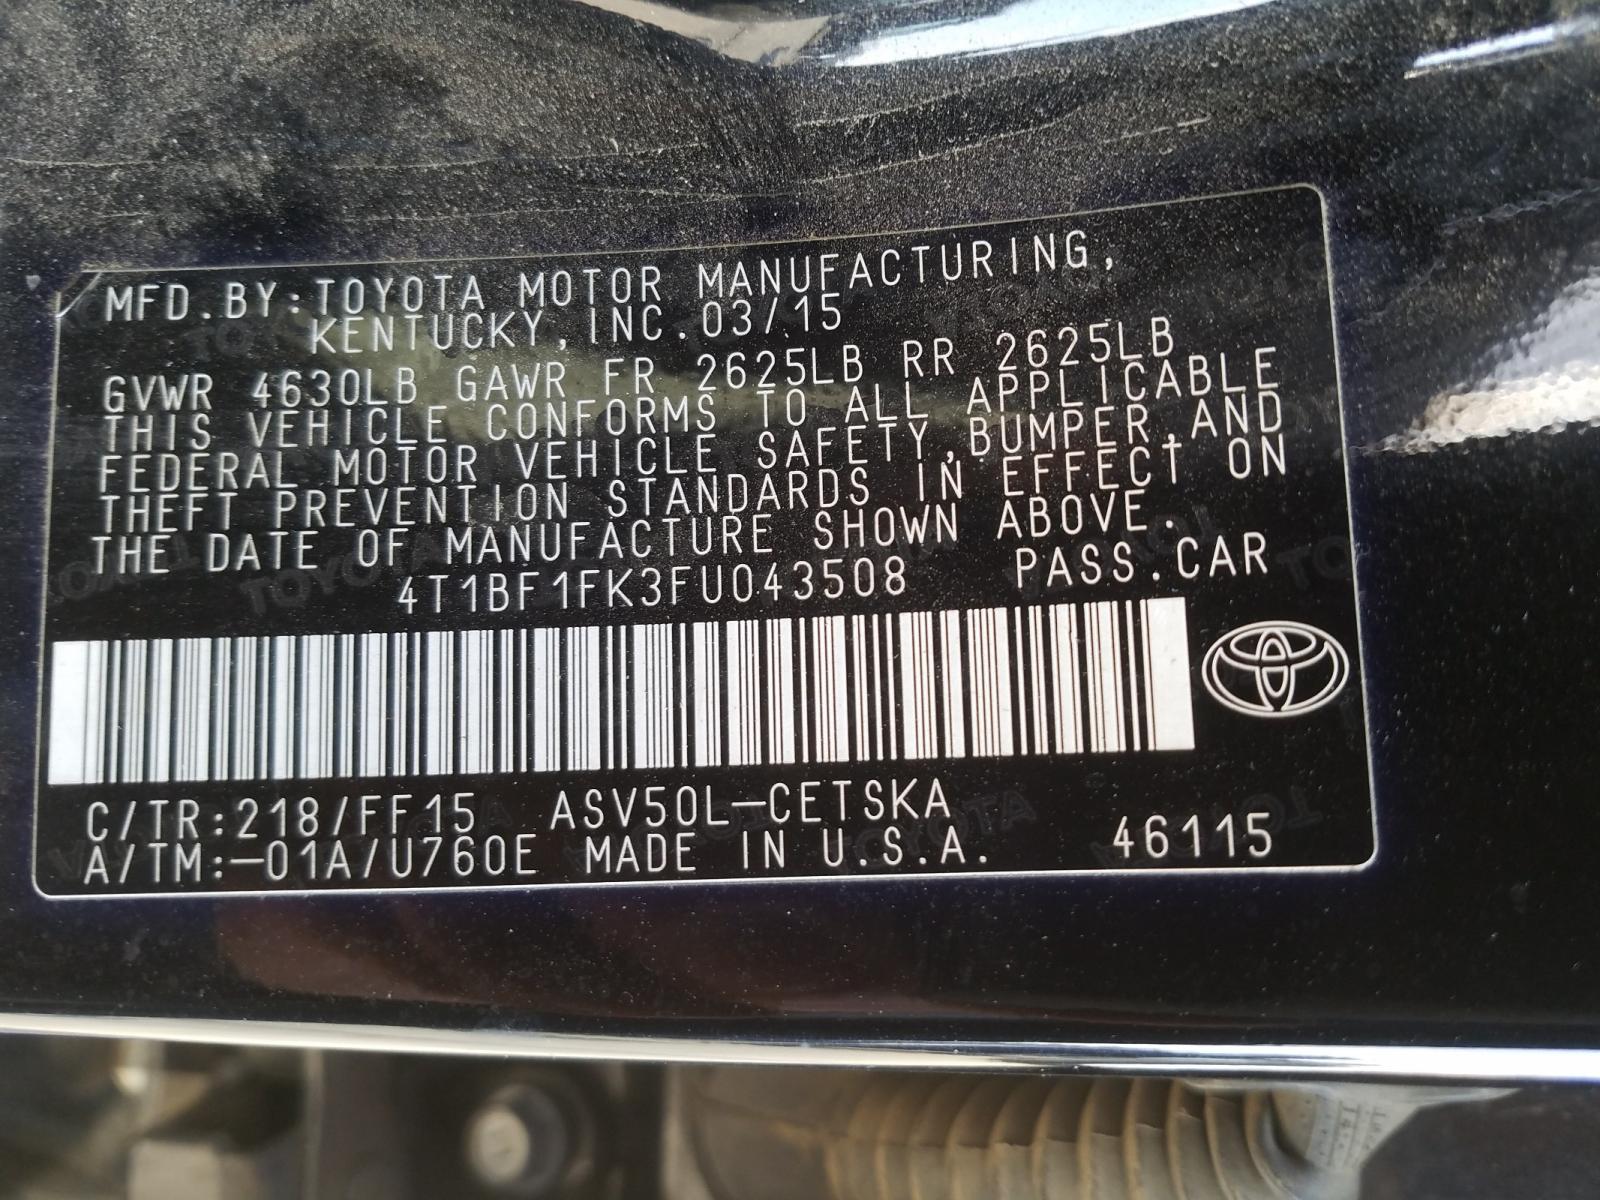 MFD.BY:TOYOTA MOTOR MANUFACTURING,
KENTUCKY, INC. 03/15
GVWR 4630LB GAWR FR 2625LB RR 2625LB
THIS VEHICLE CONFORMS TO ALL APPLICABLE
FEDERAL MOTOR VEHICLE SAFETY,BUMPER,AND
THEFT PREVENTION STANDARDS IN EFFECT ON
THE DATE OF MANUFACTURE SHOWN ABOVE.
4T1BF1FK3FU043508 PASS.CAR
C/TR:218/FF15 ASV50L-CETSKA
A/TM:-01A/U760E MADE IN U.S.A. 46115